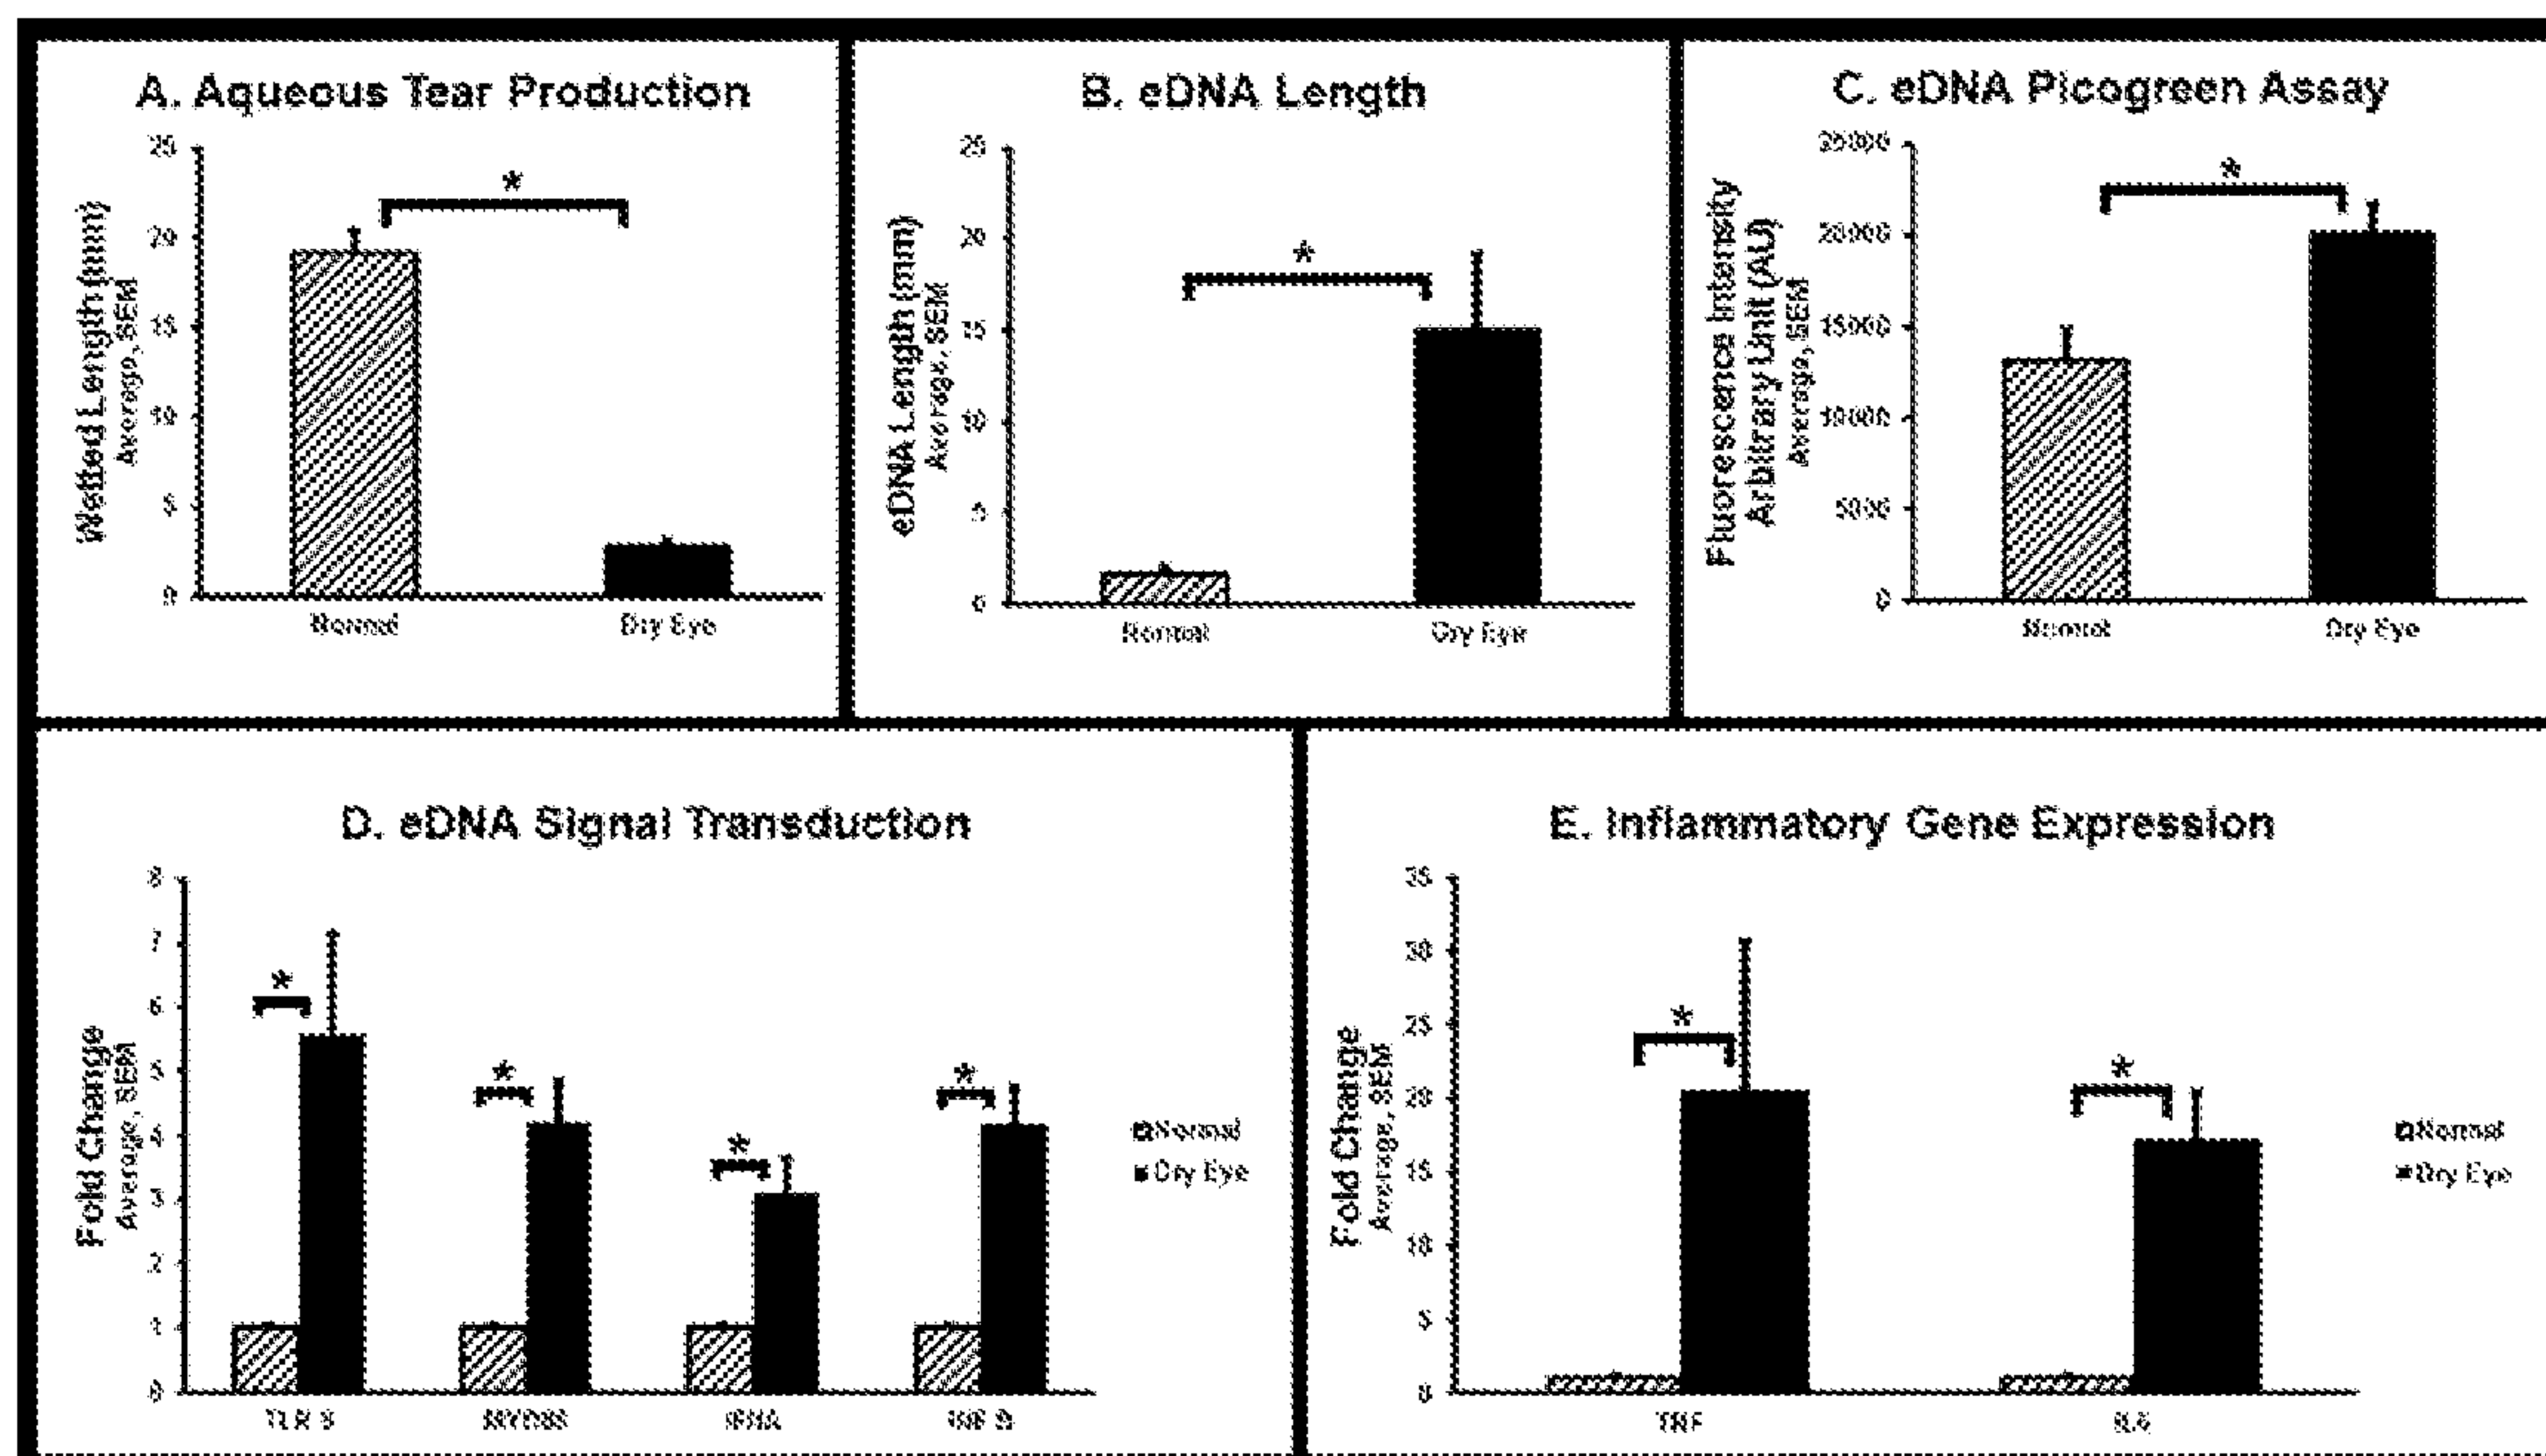 A. Aqueous Tear Production
Wetted Length (mm)
Average, SEM
25
20
15
10
5
0
*
Normal
Dry Eye
B. eDNA Length
eDNA Length (mm)
Average, SEM
25
20
15
10
5
0
*
Normal
Dry Eye
C. eDNA Picogreen Assay
Fluorescence Intensity
Arbitrary Unit (AU)
Average, SEM
25000
20000
15000
10000
5000
0
*
Normal
Dry Eye
D. eDNA Signal Transduction
Fold Change
Average, SEM
8
7
6
5
4
3
2
1
0
*
*
*
*
TLR 9
MYD88
Normal
Dry Eye
E. Inflammatory Gene Expression
Fold Change
Average, SEM
35
30
25
20
15
10
5
0
*
*
TNF
Normal
Dry Eye